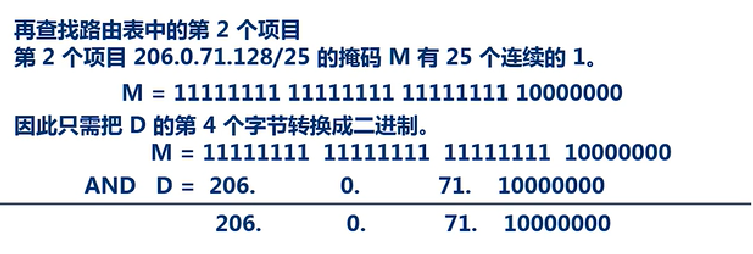 再查找路由表中的第 2 个项目
第 2 个项目 206.0.71.128/25 的掩码 M 有 25 个连续的 1。
M = 11111111 11111111 11111111 10000000
因此只需把 D 的第 4 个字节转换成二进制。
M = 11111111 11111111 11111111 10000000
AND D = 206. 0. 71. 10000000
206. 0. 71. 10000000